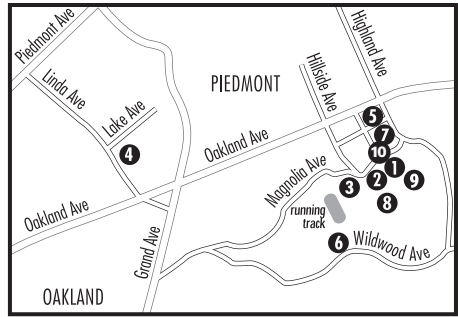 Piedmont Ave
Linda Ave
Lake Ave
4
PIEDMONT
Hillside Ave
Highland Ave
Oakland Ave
5
7
10
1
2
3
9
8
Magnolia Ave
running
track
6
Wildwood Ave
Oakland Ave
Grand Ave
OAKLAND